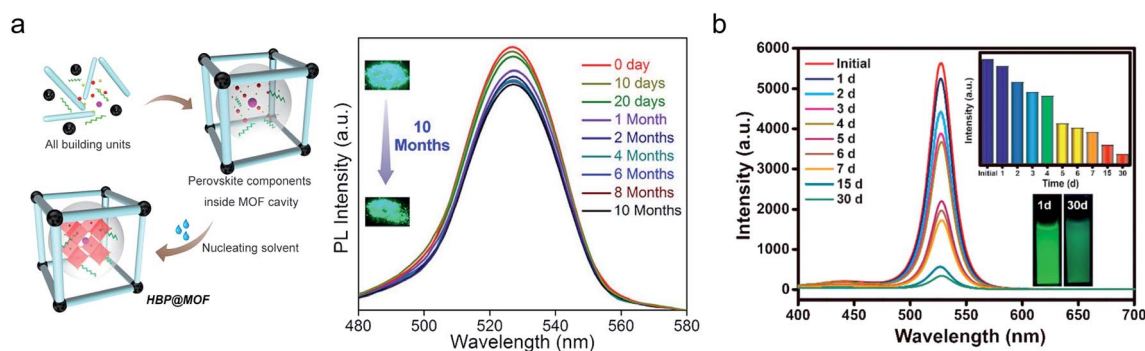 a
All building units
Perovskite components
inside MOF cavity
Nucleating solvent
HBP@MOF
PL Intensity (a.u.)
10
Months
0 day
10 days
20 days
1 Month
2 Months
4 Months
6 Months
8 Months
10 Months
480 500 520 540 560 580
Wavelength (nm)
b
Intensity (a.u.)
6000
5000
4000
3000
2000
1000
0
Initial
1 d
2 d
3 d
4 d
5 d
6 d
7 d
15 d
30 d
Intensity (a.u.)
Initial 1 2 3 4 5 6 7 15 30
Time (d)
1d 30d
400 450 500 550 600 650 700
Wavelength (nm)